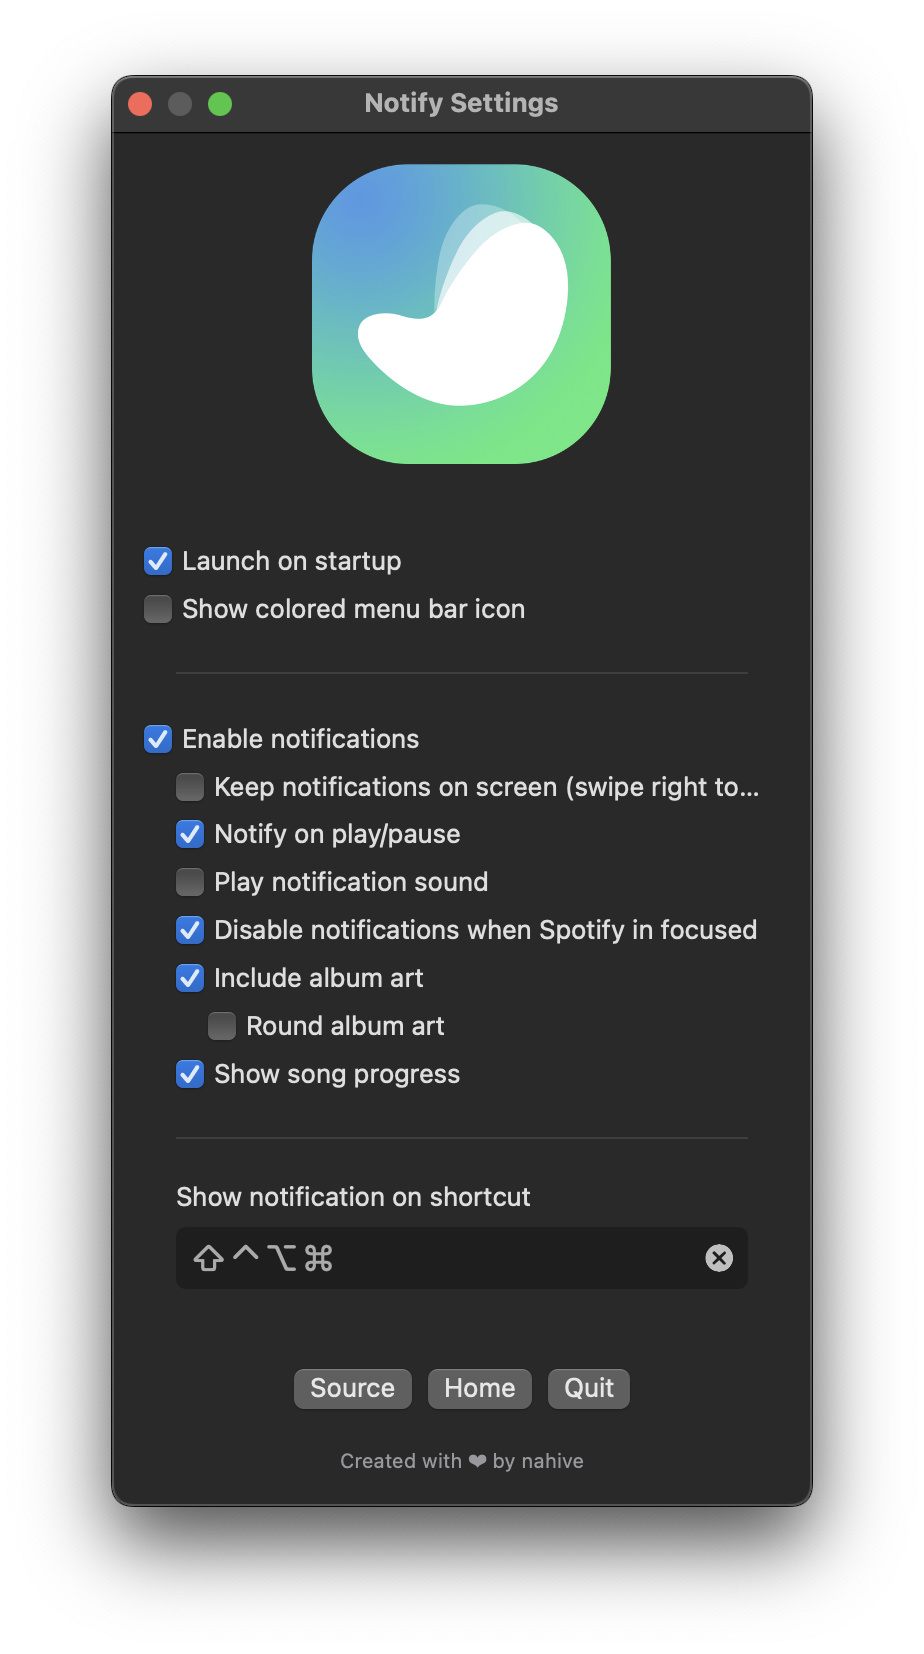 Notify Settings
Launch on startup
Show colored menu bar icon
Enable notifications
Keep notifications on screen (swipe right to...
Notify on play/pause
Play notification sound
Disable notifications when Spotify in focused
Include album art
Round album art
Show song progress
Show notification on shortcut
⇧⌃⌥⌘
Source
Home
Quit
Created with ❤ by nahive